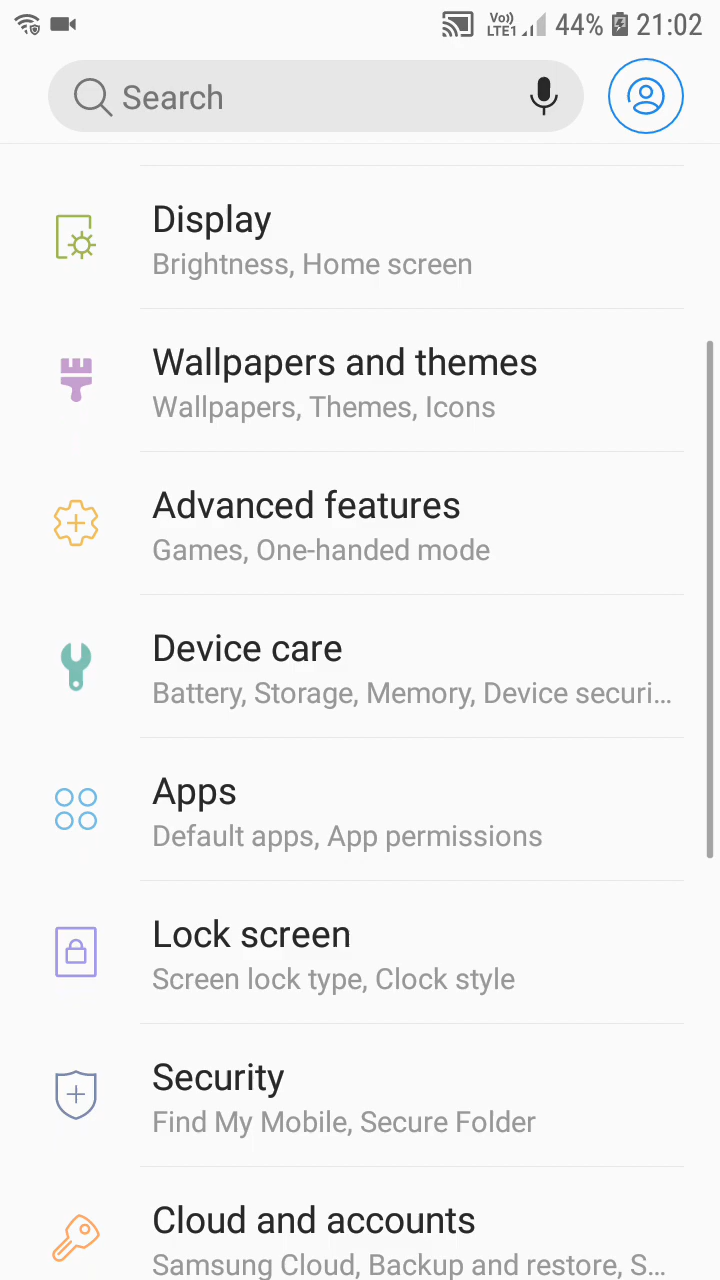 Vo)) LTE1 44% 21:02
Search
Display
Brightness, Home screen
Wallpapers and themes
Wallpapers, Themes, Icons
Advanced features
Games, One-handed mode
Device care
Battery, Storage, Memory, Device securi...
Apps
Default apps, App permissions
Lock screen
Screen lock type, Clock style
Security
Find My Mobile, Secure Folder
Cloud and accounts
Samsung Cloud, Backup and restore, S...